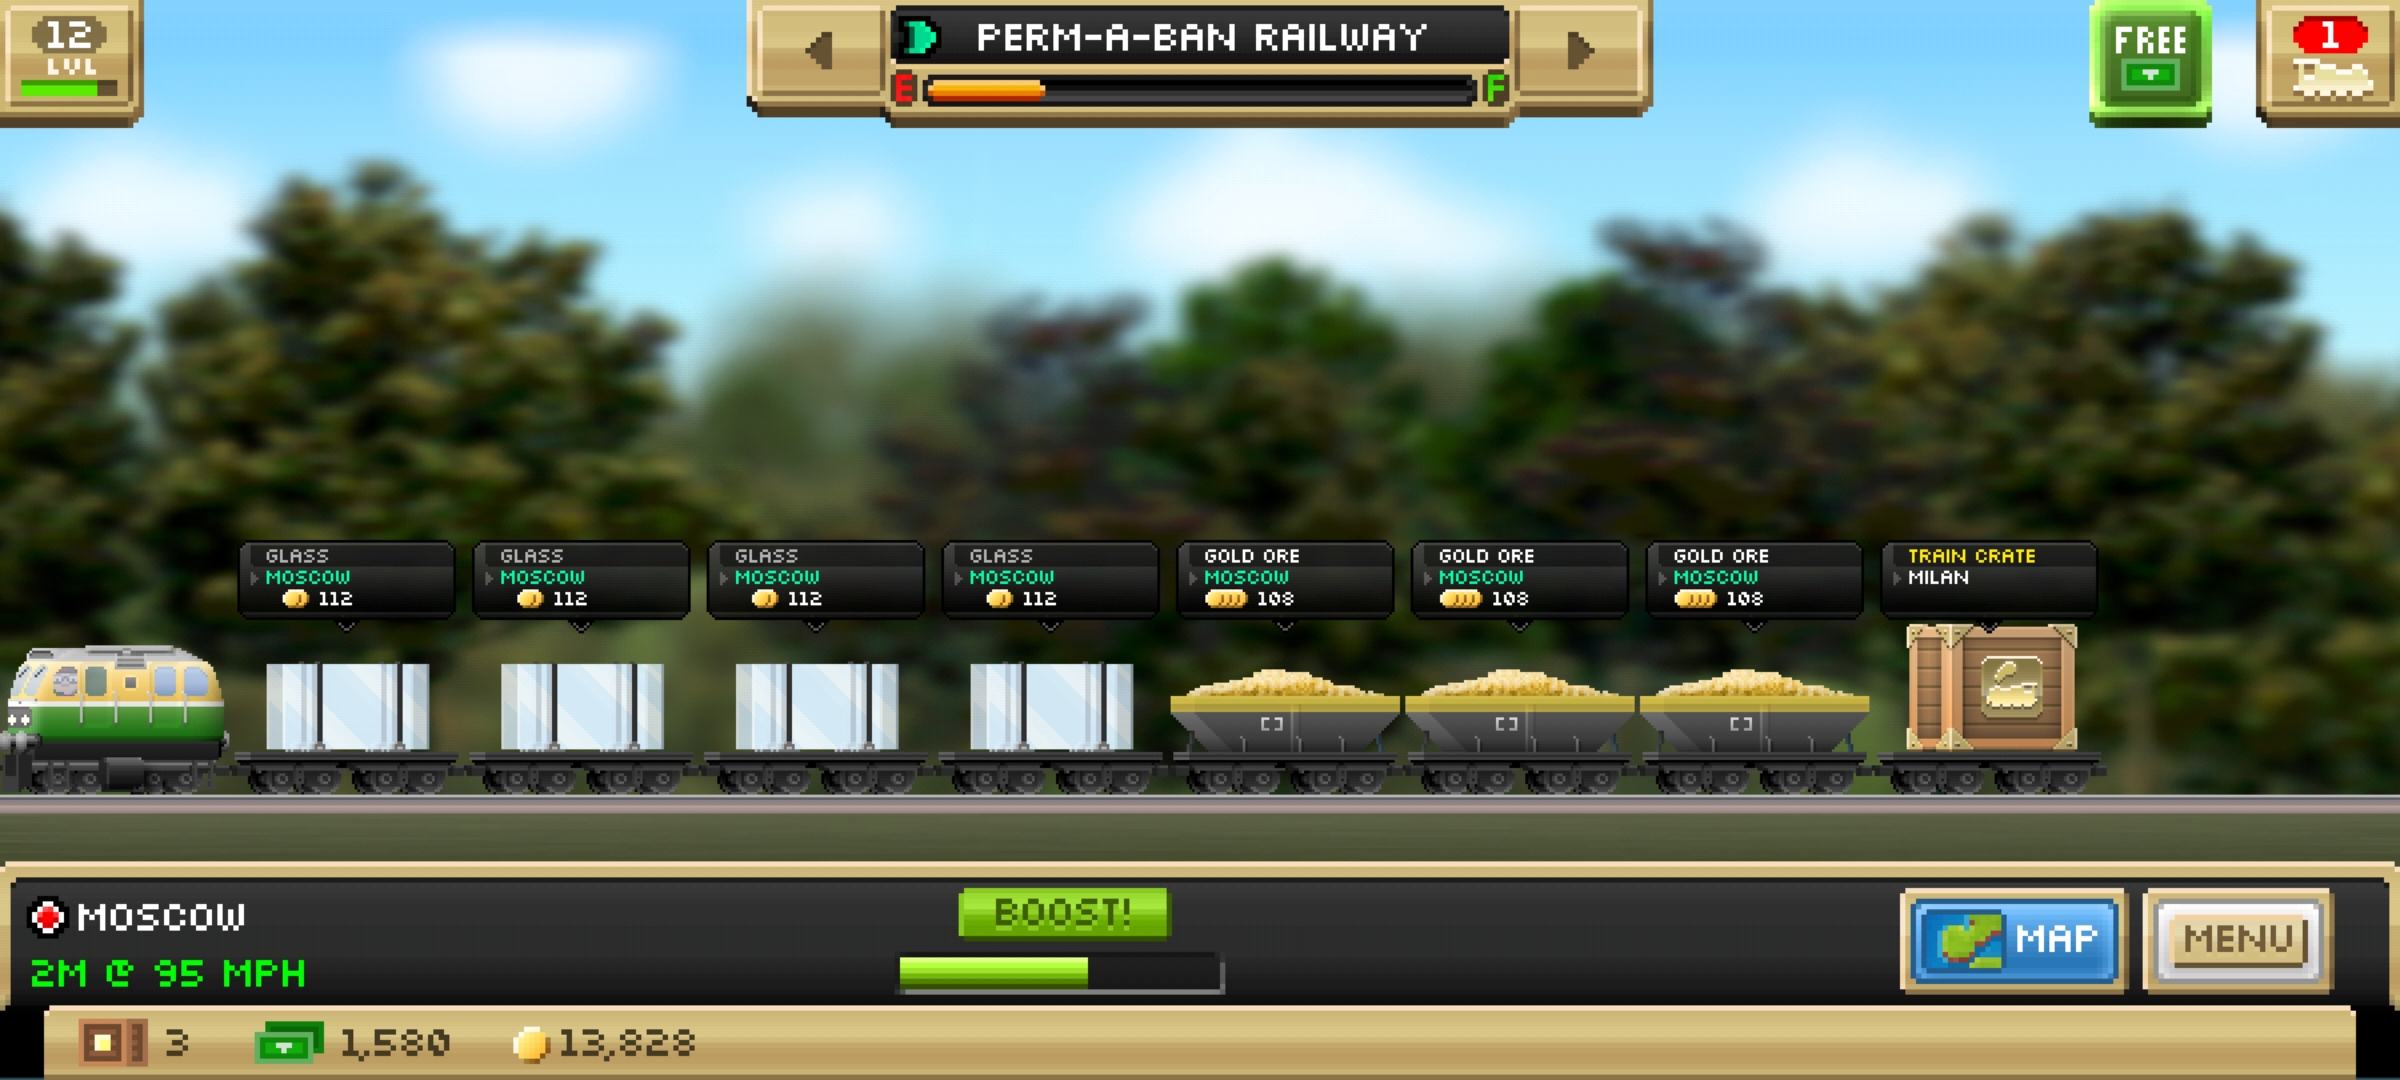 12
LVL
PERM-A-BAN RAILWAY
E F
FREE
1
GLASS
MOSCOW
112
GLASS
MOSCOW
112
GLASS
MOSCOW
112
GLASS
MOSCOW
112
GOLD ORE
MOSCOW
108
GOLD ORE
MOSCOW
108
GOLD ORE
MOSCOW
108
TRAIN CRATE
MILAN
MOSCOW
2M @ 95 MPH
BOOST!
MAP
MENU
3
1,580
13,828